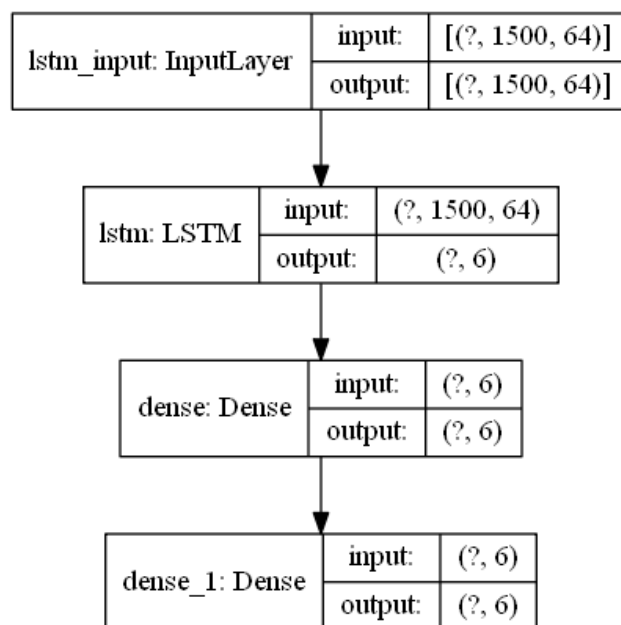 lstm_input: InputLayer
input: [(?, 1500, 64)]
output: [(?, 1500, 64)]
lstm: LSTM
input: (?, 1500, 64)
output: (?, 6)
dense: Dense
input: (?, 6)
output: (?, 6)
dense_1: Dense
input: (?, 6)
output: (?, 6)